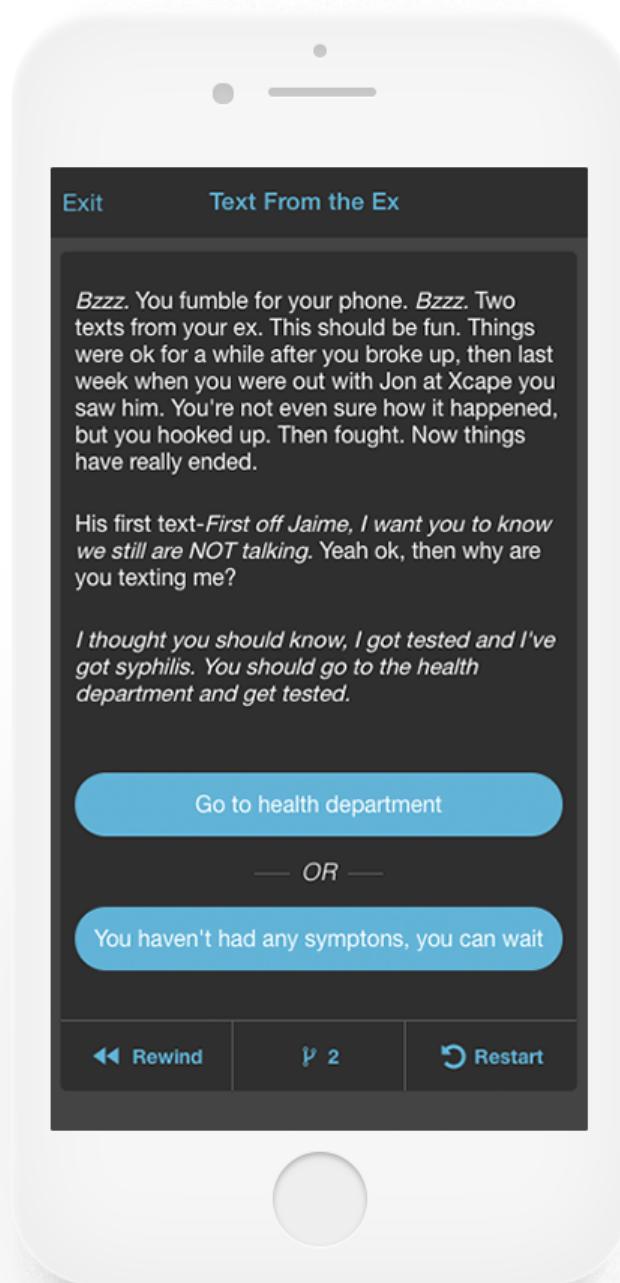 Exit
Text From the Ex
Bzzz. You fumble for your phone. Bzzz. Two
texts from your ex. This should be fun. Things
were ok for a while after you broke up, then last
week when you were out with Jon at Xcape you
saw him. You're not even sure how it happened,
but you hooked up. Then fought. Now things
have really ended.
His first text-First off Jaime, I want you to know
we still are NOT talking. Yeah ok, then why are
you texting me?
I thought you should know, I got tested and I've
got syphilis. You should go to the health
department and get tested.
Go to health department
OR
You haven't had any symptons, you can wait
Rewind
2
Restart